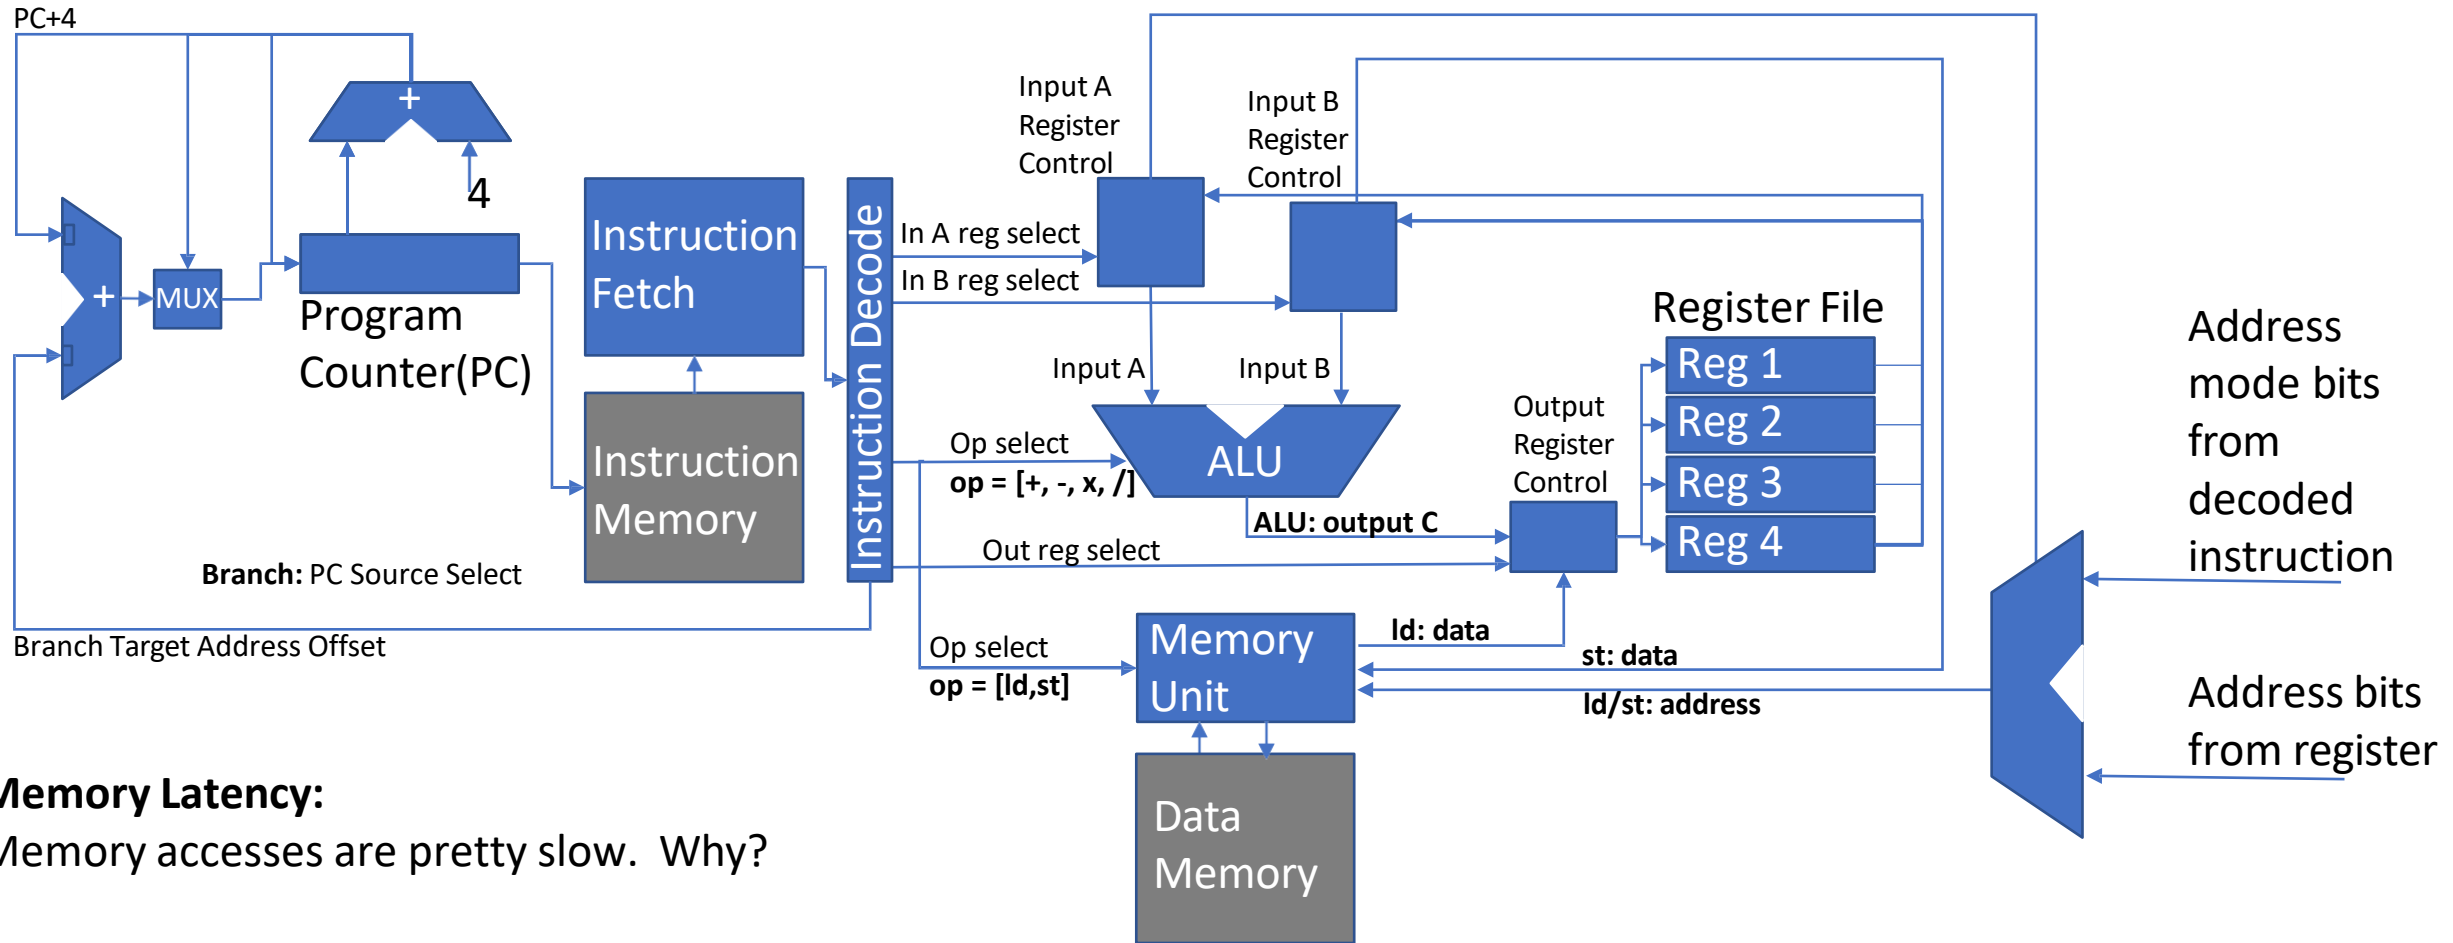 PC+4
+
4
+
MUX
Program
Counter(PC)
Instruction
Fetch
Instruction
Memory
Instruction Decode
Branch: PC Source Select
Branch Target Address Offset
Input A
Register
Control
Input B
Register
Control
In A reg select
In B reg select
Input A
Input B
Op select
op = [+, -, x, /]
ALU
ALU: output C
Out reg select
Output
Register
Control
Register File
Reg 1
Reg 2
Reg 3
Reg 4
Op select
op = [ld,st]
Memory
Unit
ld: data
st: data
ld/st: address
Data
Memory
Address
mode bits
from
decoded
instruction
Address bits
from register
Memory Latency:
Memory accesses are pretty slow.  Why?